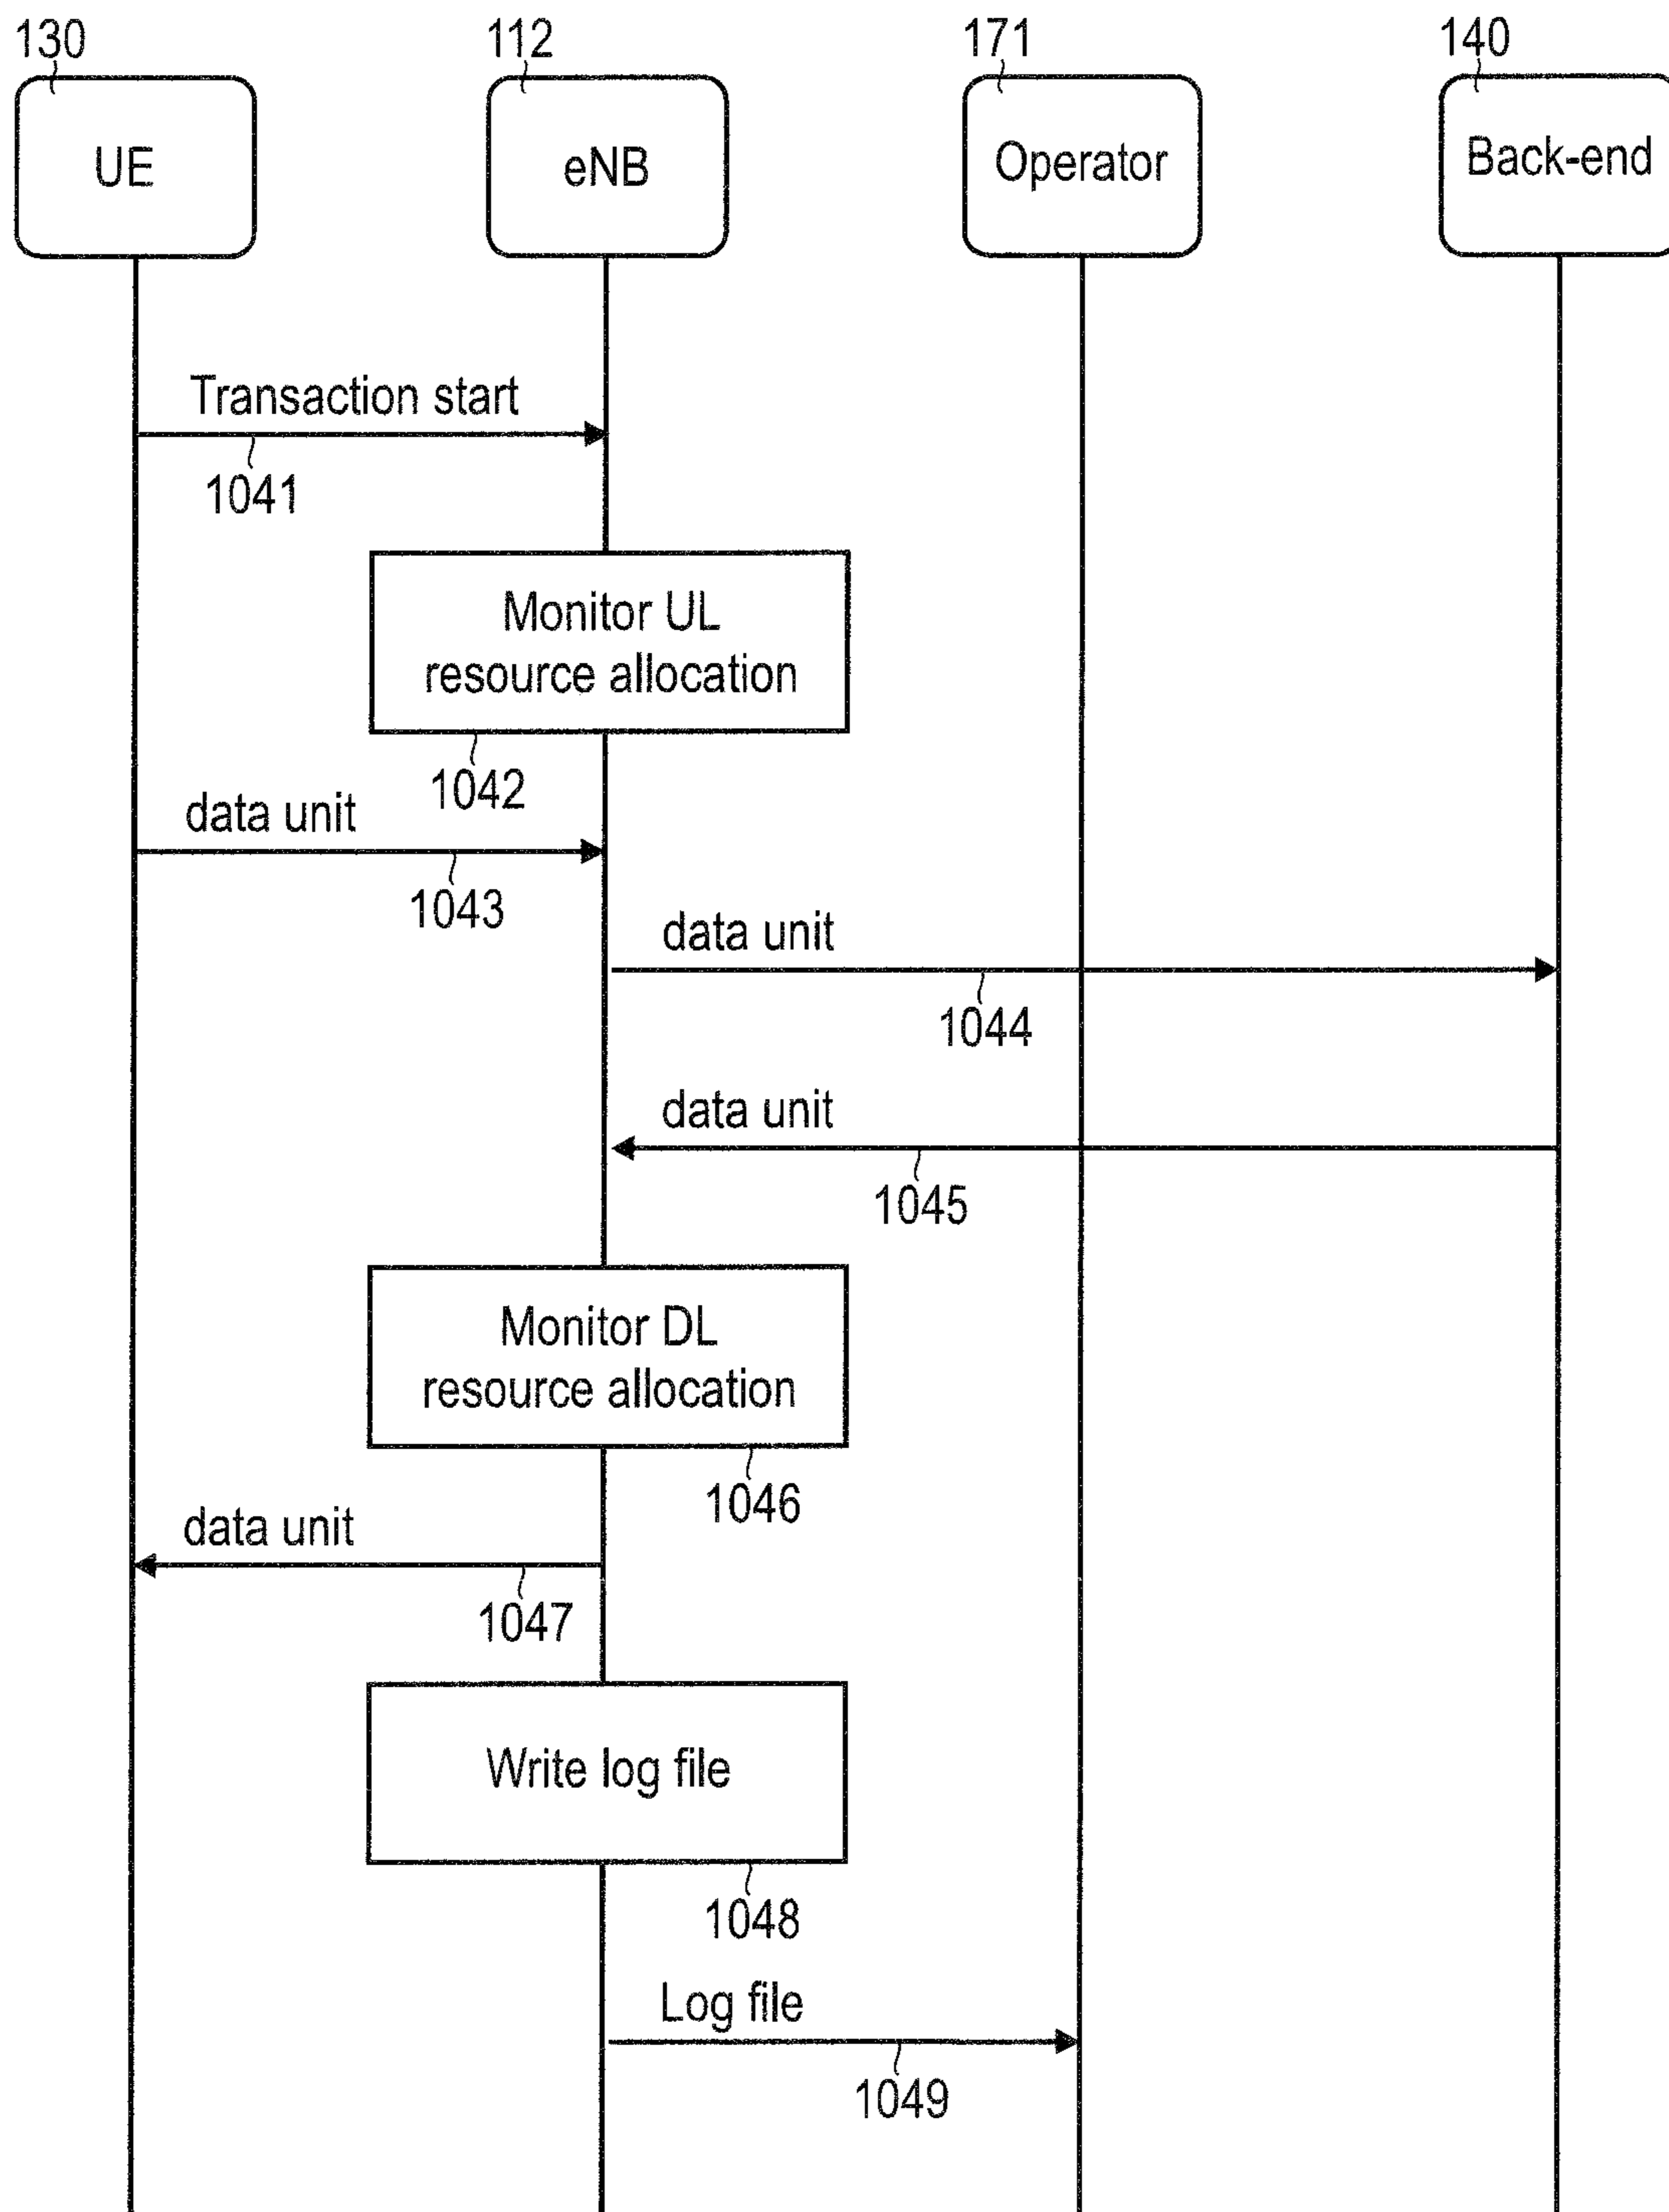 130
112
171
140
UE
eNB
Operator
Back-end
Transaction start
1041
Monitor UL
resource allocation
1042
data unit
1043
data unit
1044
data unit
1045
Monitor DL
resource allocation
1046
data unit
1047
Write log file
1048
Log file
1049